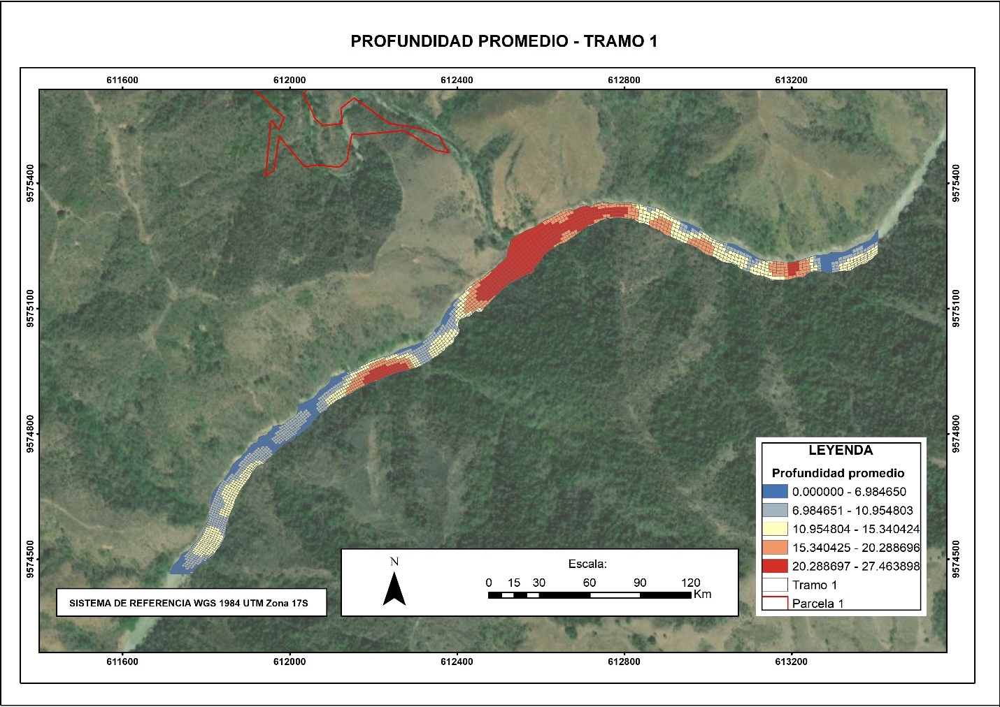 PROFUNDIDAD PROMEDIO - TRAMO 1
611600 612000 612400 612800 613200
9575400 9575400
9575100 9575100
9574800 9574800
9574500 9574500
LEYENDA
Profundidad promedio
0.000000 - 6.984650
6.984651 - 10.954803
10.954804 - 15.340424
15.340425 - 20.288696
20.288697 - 27.463898
Tramo 1
Parcela 1
N
Escala:
0 15 30 60 90 120
Km
SISTEMA DE REFERENCIA WGS 1984 UTM Zona 17S
611600 612000 612400 612800 613200